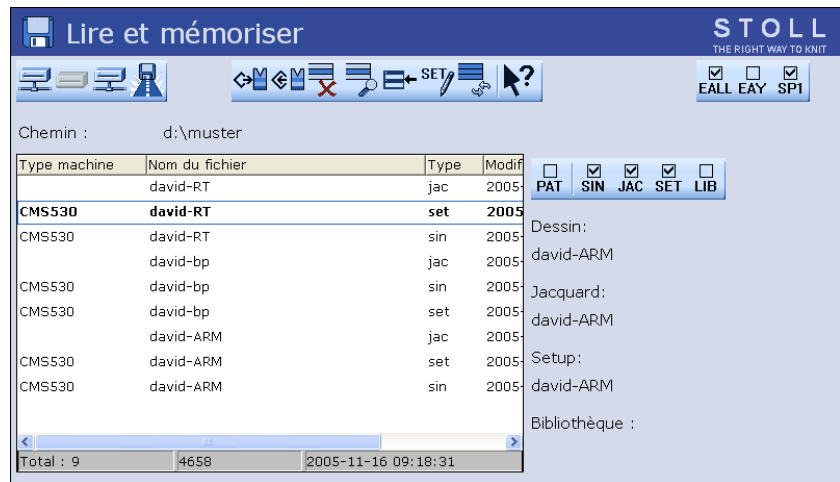 Lire et mémoriser
STOLL
THE RIGHT WAY TO KNIT
SET
?
EALL EAY SP1
Chemin : d:\muster
Type machine Nom du fichier Type Modif
david-RT jac 2005-
CMS530 david-RT set 2005
CMS530 david-RT sin 2005-
david-bp jac 2005-
CMS530 david-bp sin 2005-
CMS530 david-bp set 2005-
david-ARM jac 2005-
CMS530 david-ARM set 2005-
CMS530 david-ARM sin 2005-
Total : 9 4658 2005-11-16 09:18:31
PAT SIN JAC SET LIB
Dessin:
david-ARM
Jacquard:
david-ARM
Setup:
david-ARM
Bibliothèque :